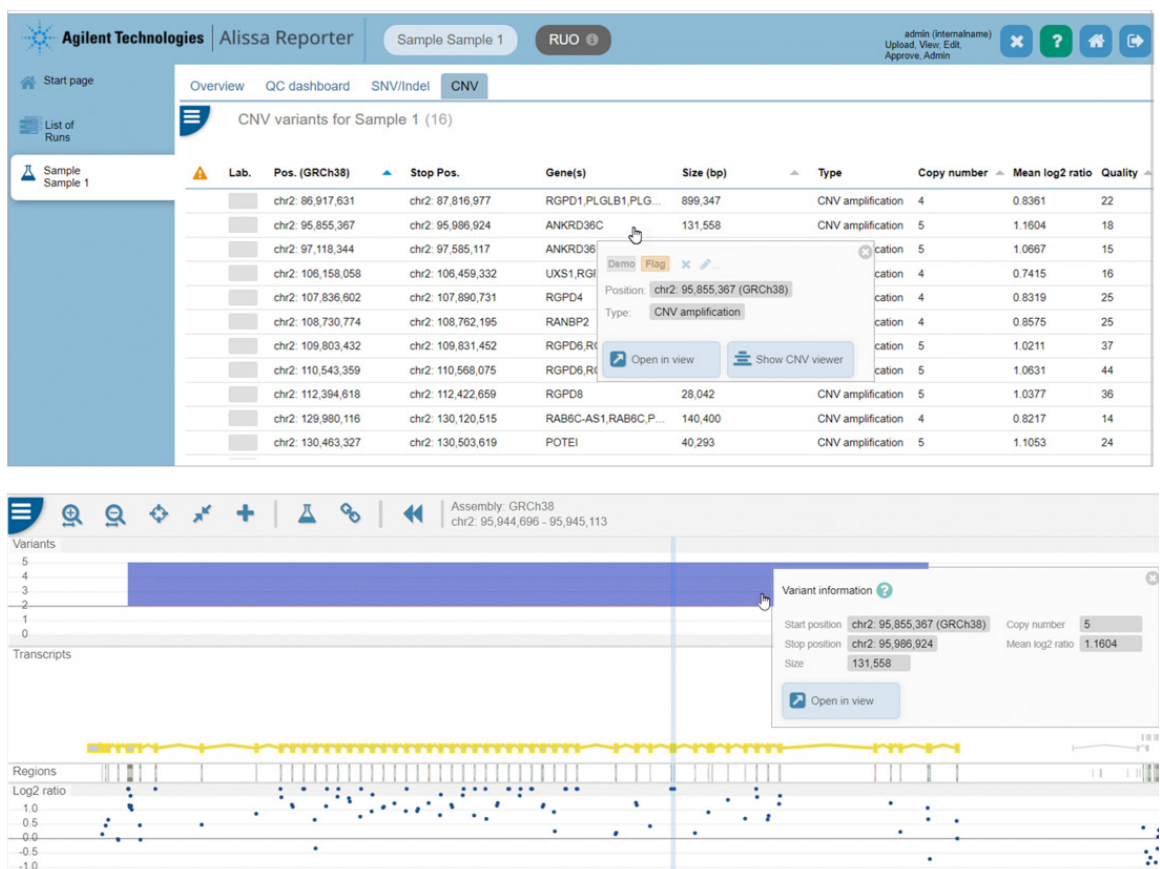 Agilent Technologies Alissa Reporter Sample Sample 1 RUO
admin (internalname)
Upload, View, Edit,
Approve, Admin
Start page
List of
Runs
Sample
Sample 1
Overview QC dashboard SNV/Indel CNV
CNV variants for Sample 1 (16)
Lab. Pos. (GRCh38) Stop Pos. Gene(s) Size (bp) Type Copy number Mean log2 ratio Quality
chr2: 86,917,631 chr2: 87,816,977 RGPD1,PLGLB1,PLG... 899,347 CNV amplification 4 0.8361 22
chr2: 95,855,367 chr2: 95,986,924 ANKRD36C 131,558 CNV amplification 5 1.1604 18
chr2: 97,118,344 chr2: 97,585,117 ANKRD36 cation 5 1.0667 15
chr2: 106,158,058 chr2: 106,459,332 UXS1,RGP cation 4 0.7415 16
chr2: 107,836,602 chr2: 107,890,731 RGPD4 cation 4 0.8319 25
chr2: 108,730,774 chr2: 108,762,195 RANBP2 cation 4 0.8575 25
chr2: 109,803,432 chr2: 109,831,452 RGPD6,RG cation 5 1.0211 37
chr2: 110,543,359 chr2: 110,568,075 RGPD6,RG cation 5 1.0631 44
chr2: 112,394,618 chr2: 112,422,659 RGPD8 28,042 CNV amplification 5 1.0377 36
chr2: 129,980,116 chr2: 130,120,515 RAB6C-AS1,RAB6C,P... 140,400 CNV amplification 4 0.8217 14
chr2: 130,463,327 chr2: 130,503,619 POTEI 40,293 CNV amplification 5 1.1053 24
Demo Flag ...
Position: chr2: 95,855,367 (GRCh38)
Type: CNV amplification
Open in view Show CNV viewer
Assembly: GRCh38
chr2: 95,944,696 - 95,945,113
Variants
5
4
3
2
1
0
Variant information ?
Start position chr2: 95,855,367 (GRCh38) Copy number 5
Stop position chr2: 95,986,924 Mean log2 ratio 1.1604
Size 131,558
Open in view
Transcripts
Regions
Log2 ratio
1.0
0.5
0.0
-0.5
-1.0